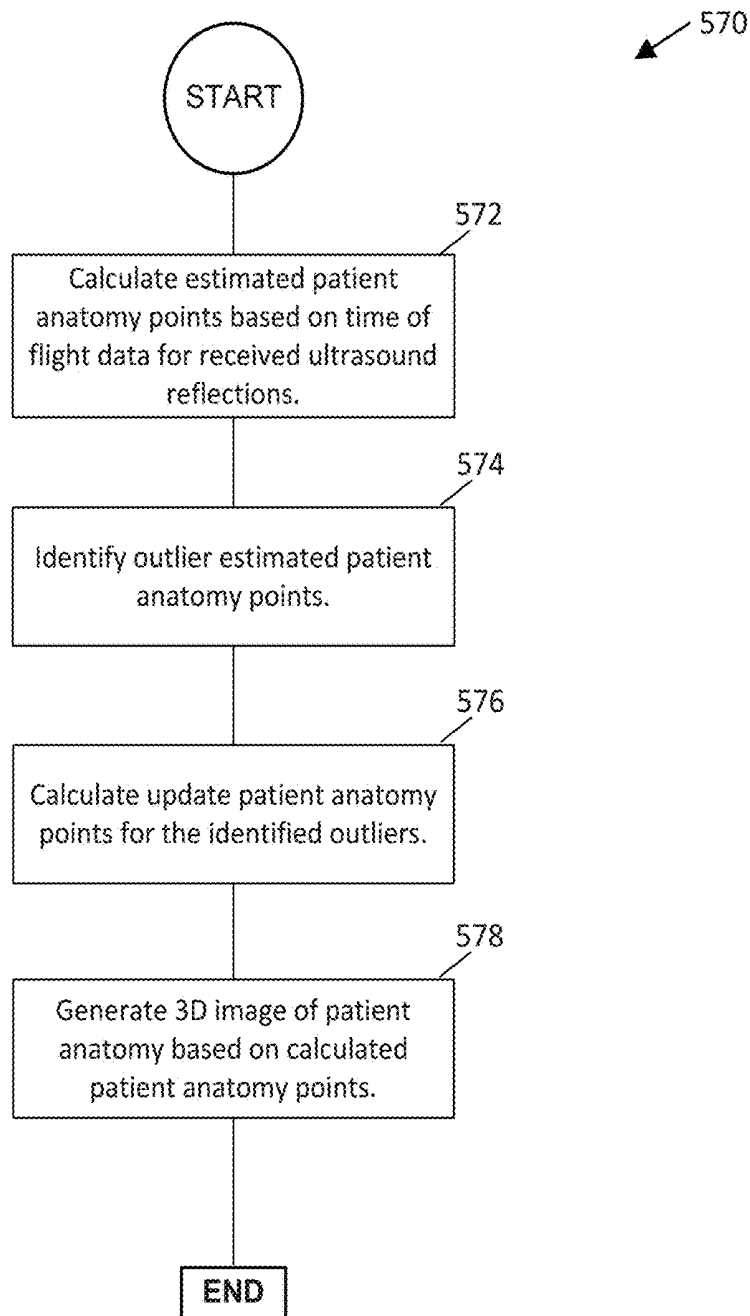 570
START
572
Calculate estimated patient
anatomy points based on time of
flight data for received ultrasound
reflections.
574
Identify outlier estimated patient
anatomy points.
576
Calculate update patient anatomy
points for the identified outliers.
578
Generate 3D image of patient
anatomy based on calculated
patient anatomy points.
END